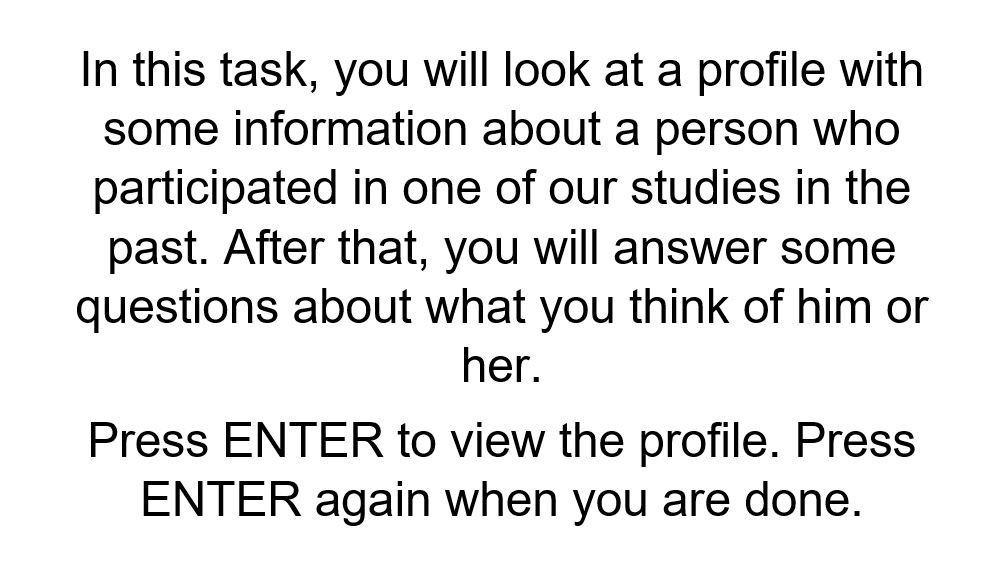 In this task, you will look at a profile with
some information about a person who
participated in one of our studies in the
past. After that, you will answer some
questions about what you think of him or
her.
Press ENTER to view the profile. Press
ENTER again when you are done.